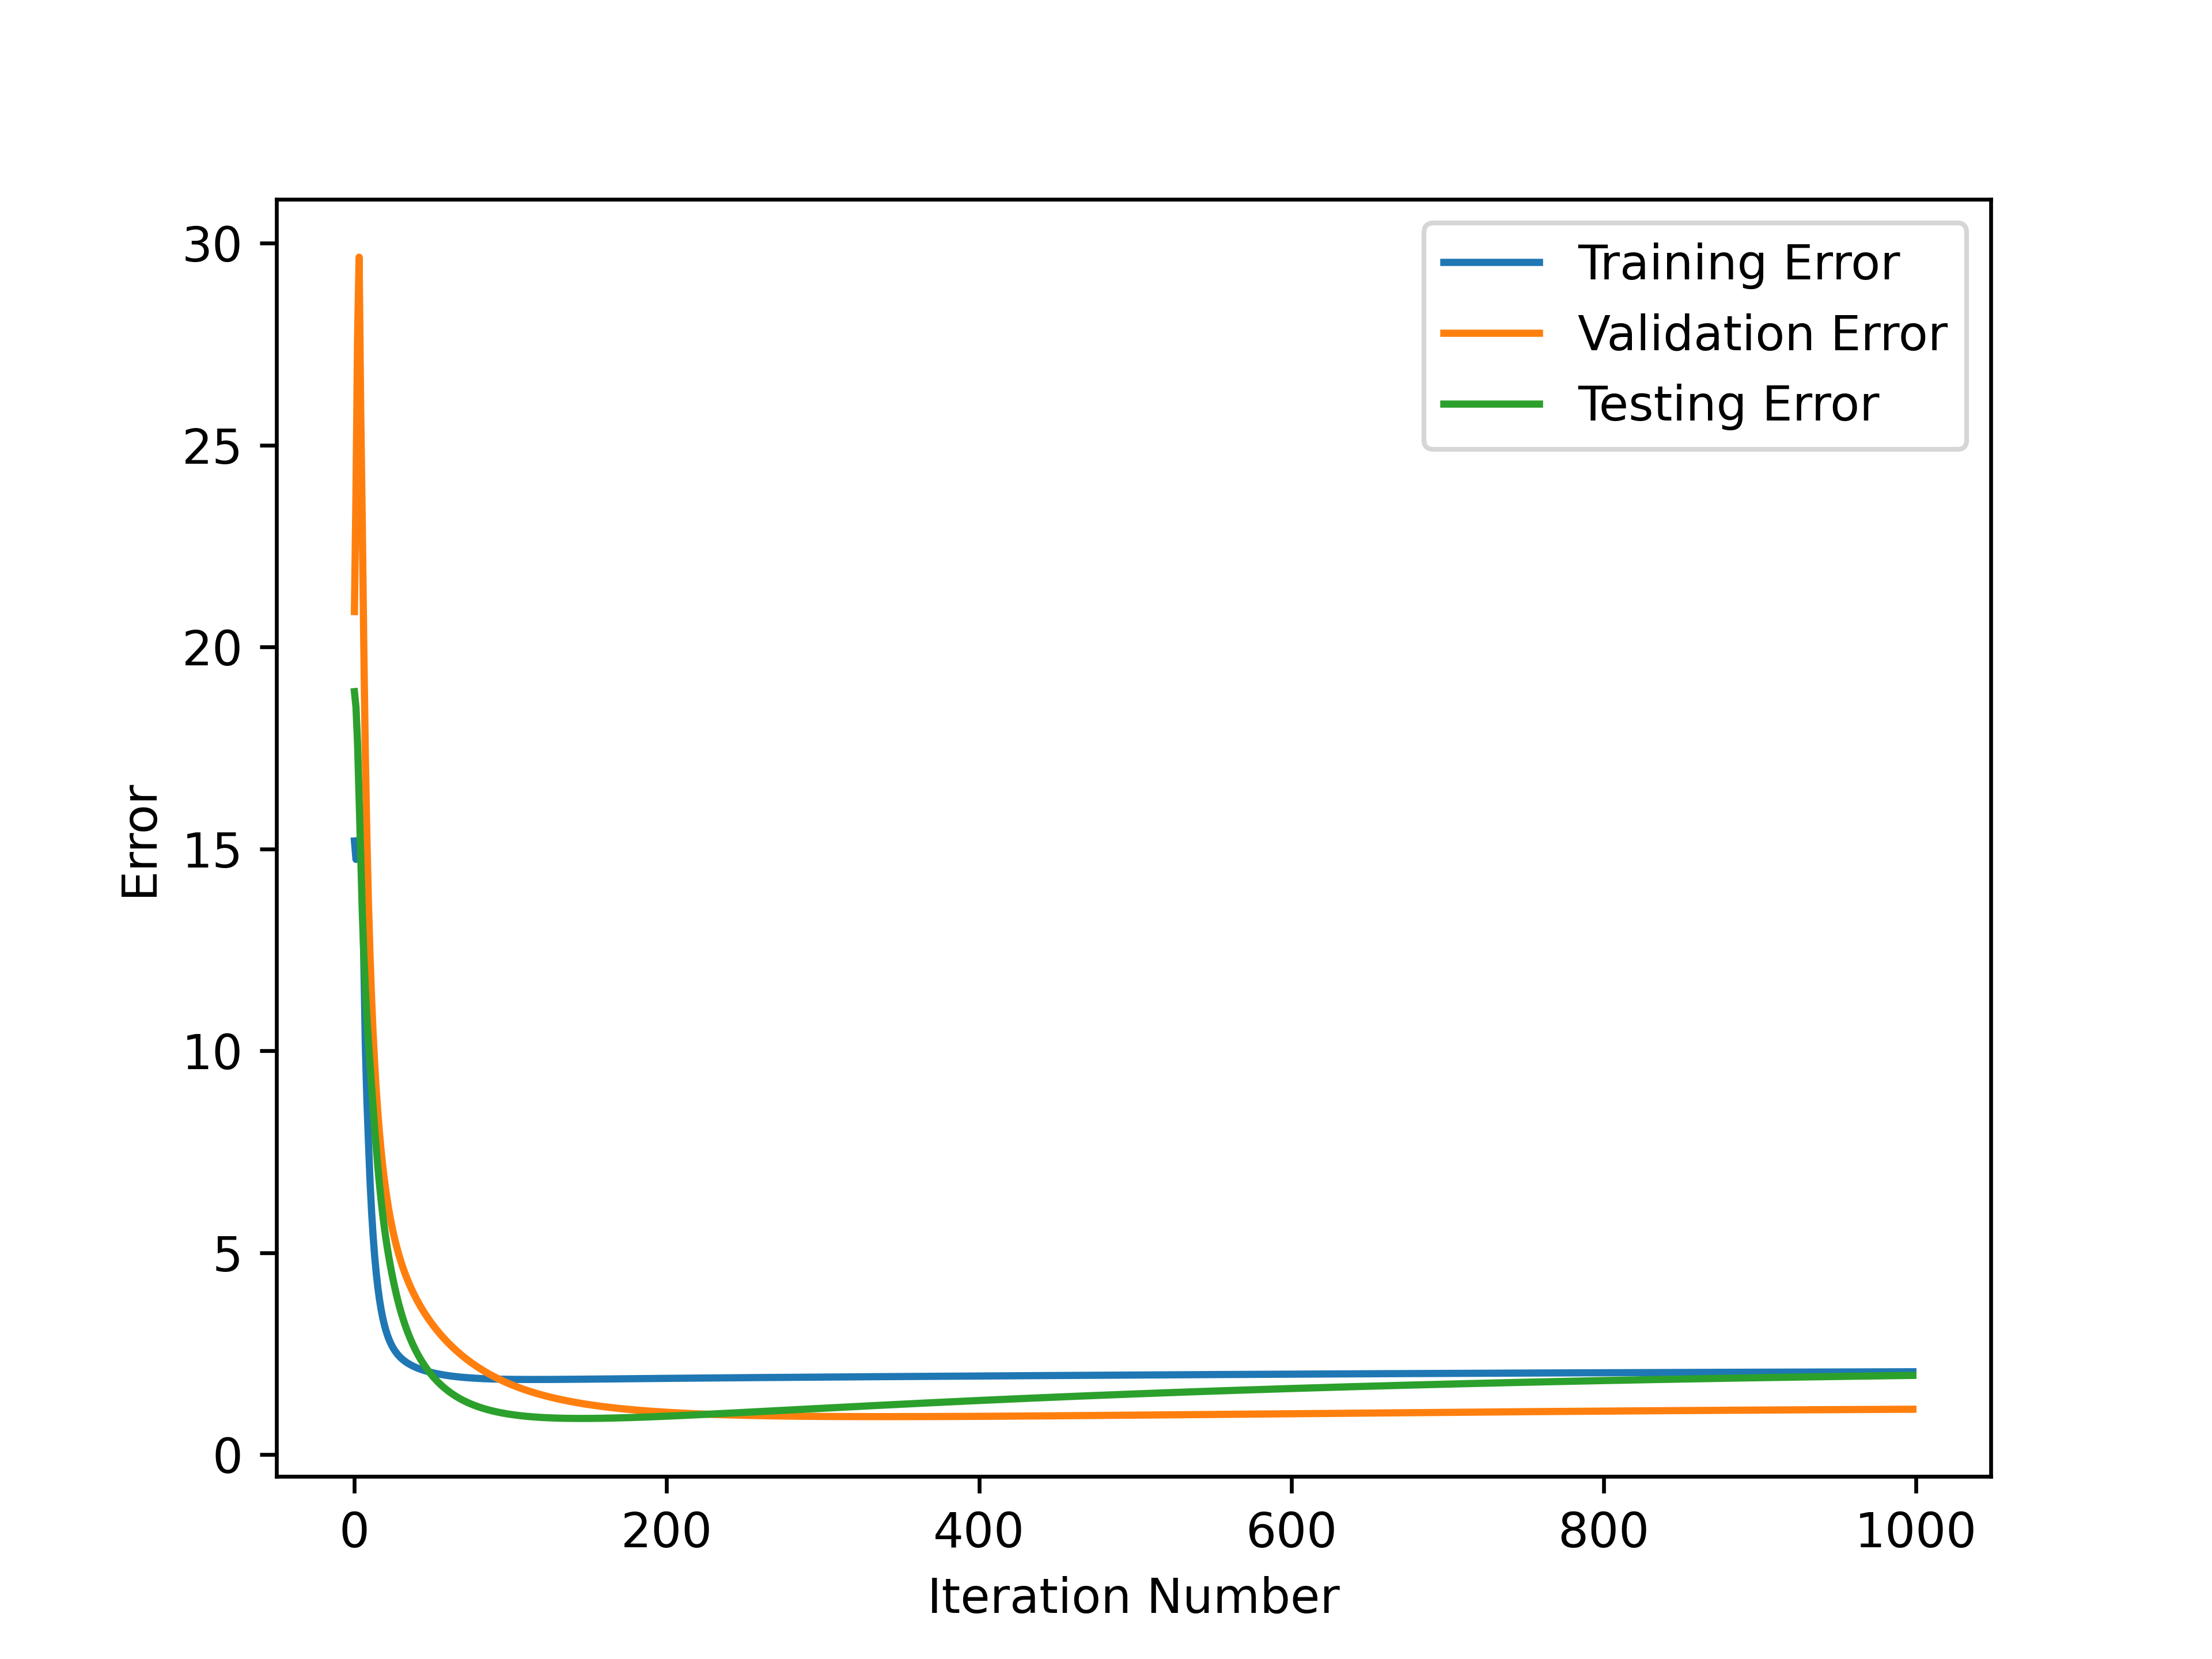 30
25
20
15
10
5
0
Error
Training Error
Validation Error
Testing Error
0 200 400 600 800 1000
Iteration Number